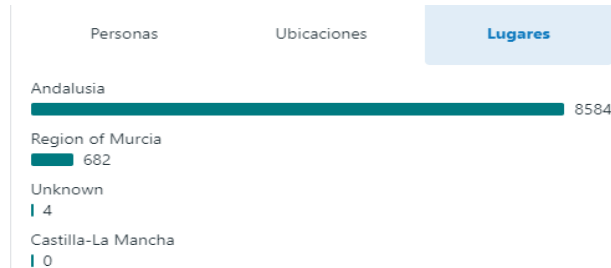 Personas Ubicaciones Lugares
Andalusia
8584
Region of Murcia
682
Unknown
4
Castilla-La Mancha
0